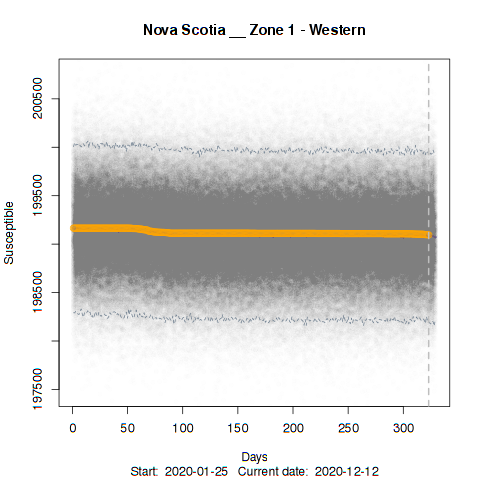 Nova Scotia __ Zone 1 - Western
200500
199500
198500
197500
Susceptible
0 50 100 150 200 250 300
Days
Start: 2020-01-25 Current date: 2020-12-12